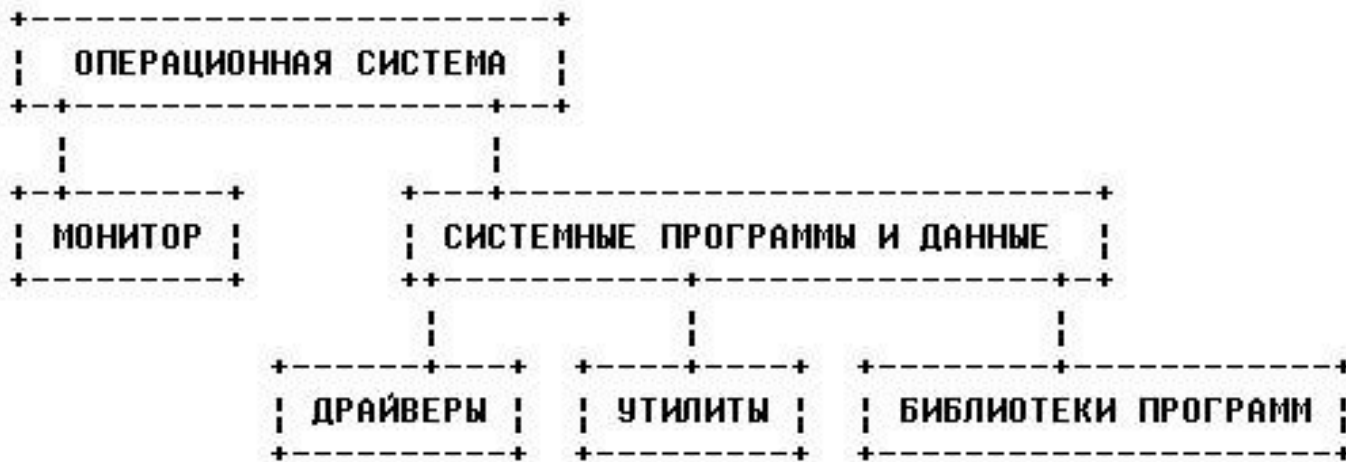 ОПЕРАЦИОННАЯ СИСТЕМА
МОНИТОР
СИСТЕМНЫЕ ПРОГРАММЫ И ДАННЫЕ
ДРАЙВЕРЫ
УТИЛИТЫ
БИБЛИОТЕКИ ПРОГРАММ